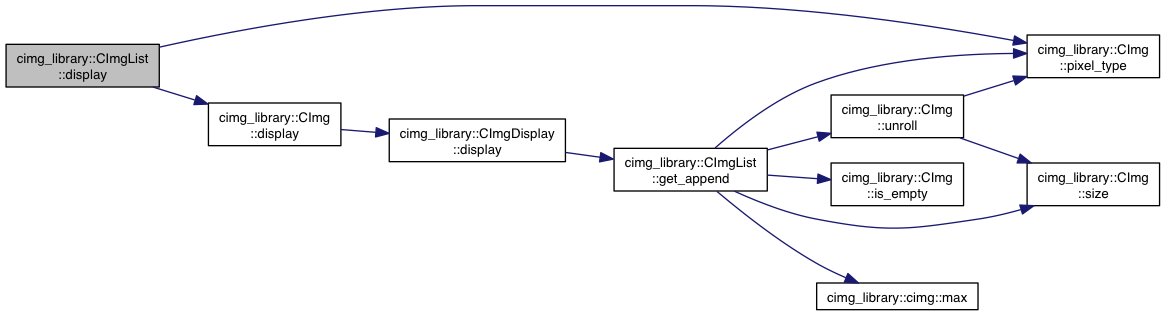 cimg_library::CImgList
::display
cimg_library::CImg
::display
cimg_library::CImgDisplay
::display
cimg_library::CImgList
::get_append
cimg_library::CImg
::pixel_type
cimg_library::CImg
::unroll
cimg_library::CImg
::is_empty
cimg_library::CImg
::size
cimg_library::cimg::max